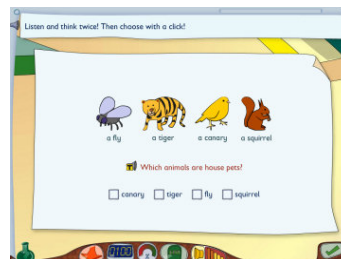 Listen and think twice! Then choose with a click!
a fly a tiger a canary a squirrel
Which animals are house pets?
canary tiger fly squirrel
0100